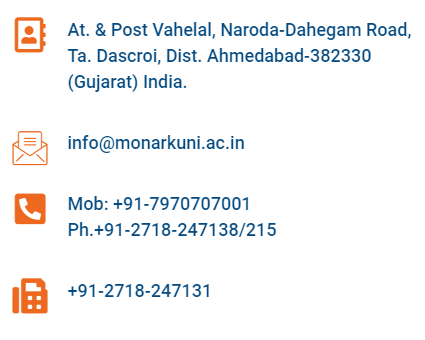 At. & Post Vahelal, Naroda-Dahegam Road,
Ta. Dascroi, Dist. Ahmedabad-382330
(Gujarat) India.
info@monarkuni.ac.in
Mob: +91-7970707001
Ph.+91-2718-247138/215
+91-2718-247131